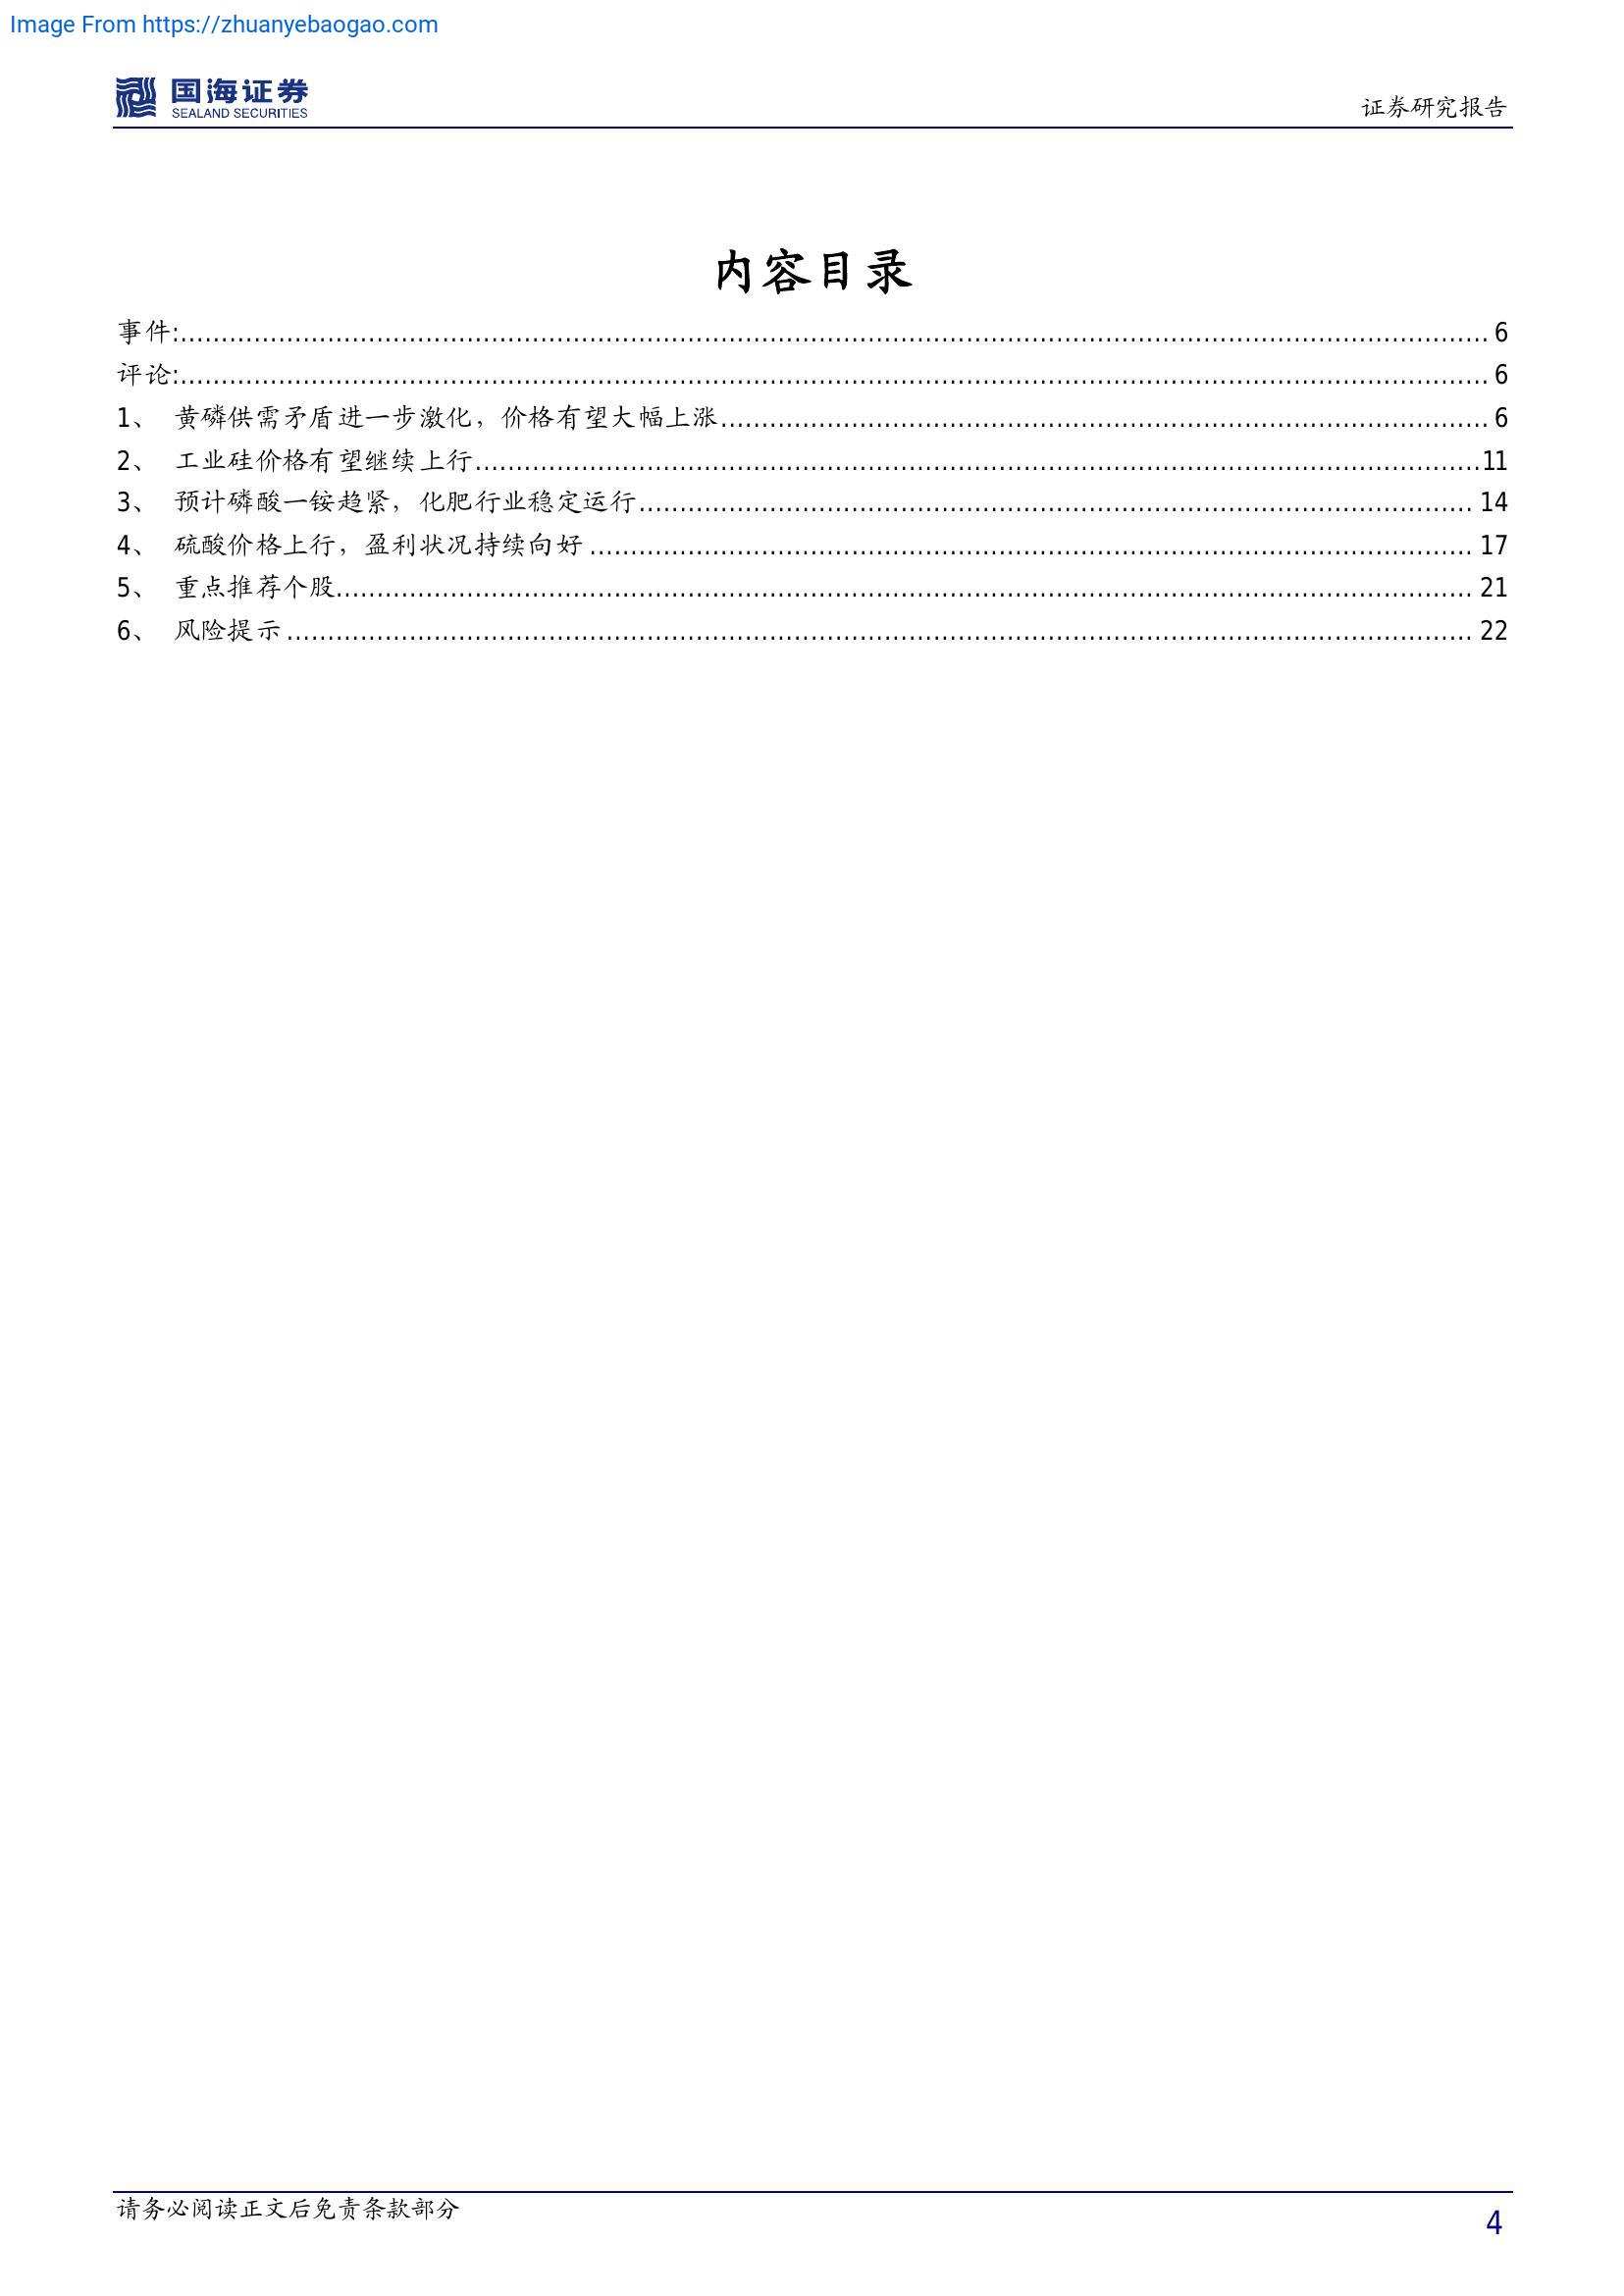 Image From https://zhuanyebaogao.com
国海证券
SEALAND SECURITIES
证券研究报告
内容目录
事件:........................................................................................................ 6
评论:........................................................................................................ 6
1、 黄磷供需矛盾进一步激化，价格有望大幅上涨........................................................ 6
2、 工业硅价格有望继续上行........................................................................11
3、 预计磷酸一铵趋紧，化肥行业稳定运行............................................................ 14
4、 硫酸价格上行，盈利状况持续向好................................................................ 17
5、 重点推荐个股................................................................................ 21
6、 风险提示.................................................................................... 22
请务必阅读正文后免责条款部分
4